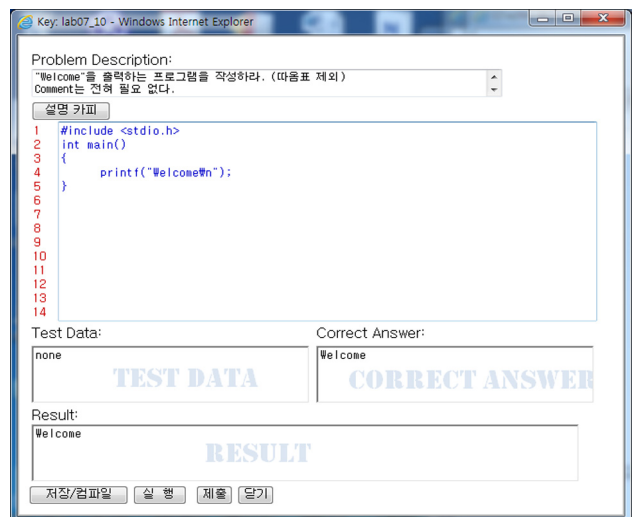 Key: lab07_10 - Windows Internet Explorer
Problem Description:
"Welcome"을 출력하는 프로그램을 작성하라. (따옴표 제외)
Comment는 전혀 필요 없다.
설명 카피
1 #include <stdio.h>
2 int main()
3 {
4 printf("Welcome₩n");
5 }
6
7
8
9
10
11
12
13
14
Test Data:
Correct Answer:
none
Welcome
TEST DATA
CORRECT ANSWER
Result:
Welcome
RESULT
저장/컴파일 실 행 제출 닫기